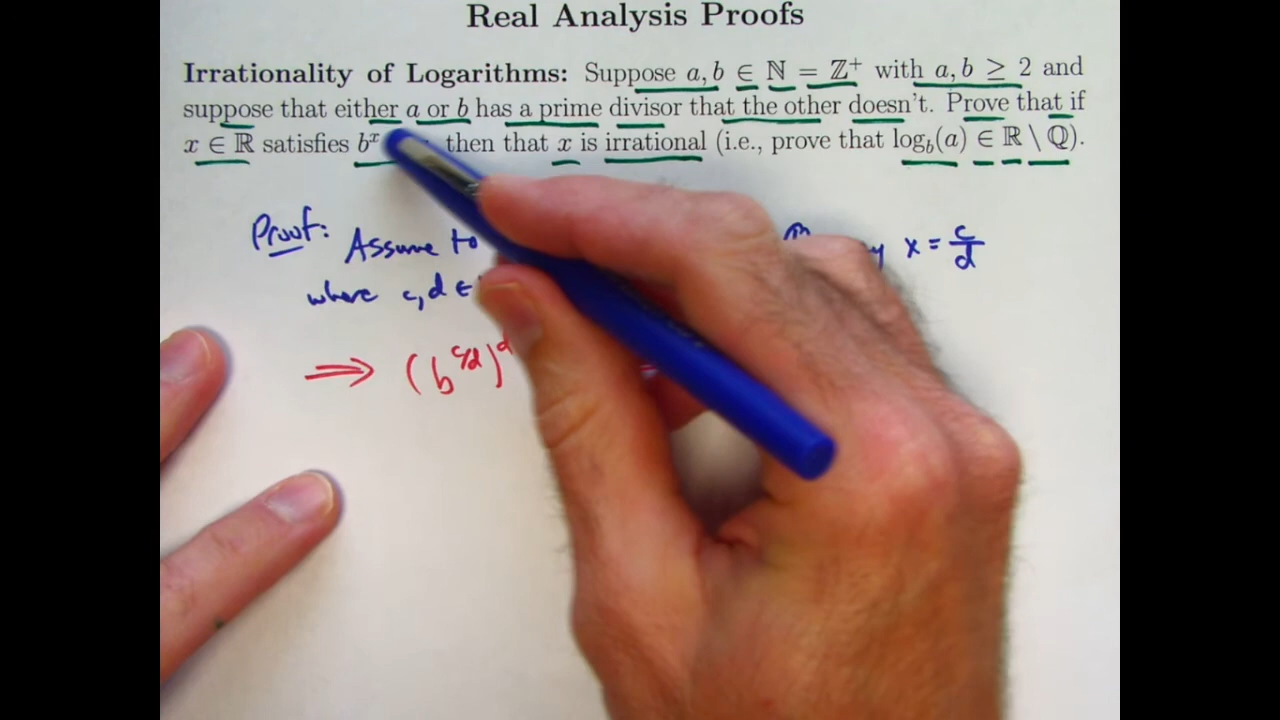 Real Analysis Proofs
Irrationality of Logarithms: Suppose a, b ∈ ℕ = ℤ⁺ with a, b ≥ 2 and
suppose that either a or b has a prime divisor that the other doesn't. Prove that if
x ∈ ℝ satisfies bˣ then that x is irrational (i.e., prove that log_b(a) ∈ ℝ \ ℚ).
Proof: Assume to x = c/d
where c, d ∈
⟹ (b^{c/d})